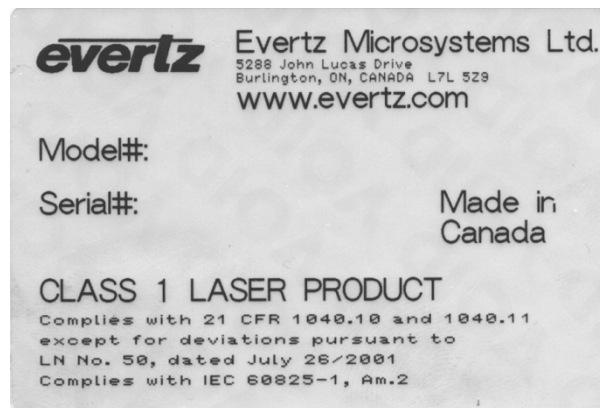 evertz
Evertz Microsystems Ltd.
5288 John Lucas Drive
Burlington, ON, CANADA L7L 5Z9
www.evertz.com
Model#:
Serial#:
Made in
Canada
CLASS 1 LASER PRODUCT
Complies with 21 CFR 1040.10 and 1040.11
except for deviations pursuant to
LN No. 50, dated July 26/2001
Complies with IEC 60825-1, Am.2